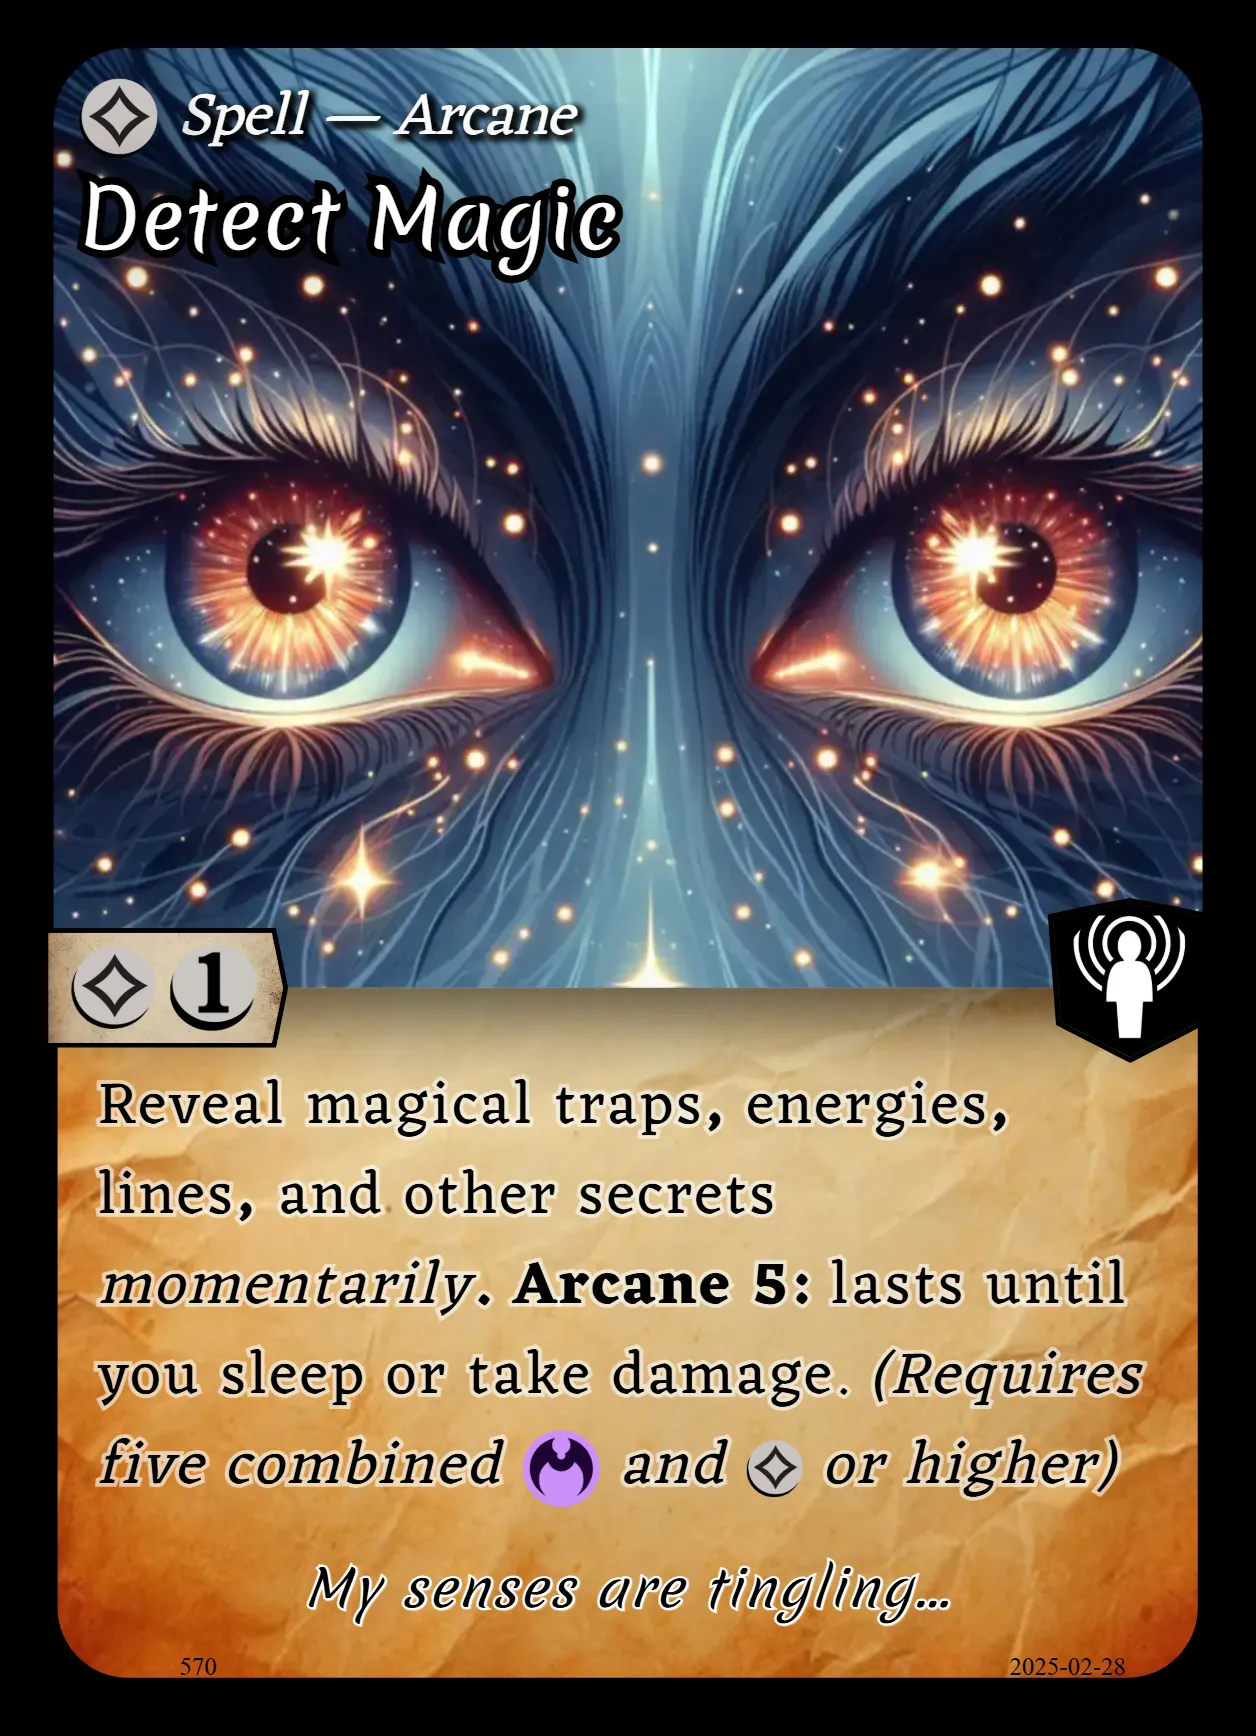 Spell — Arcane
Detect Magic
1
Reveal magical traps, energies,
lines, and other secrets
momentarily. Arcane 5: lasts until
you sleep or take damage. (Requires
five combined and or higher)
My senses are tingling...
570
2025-02-28